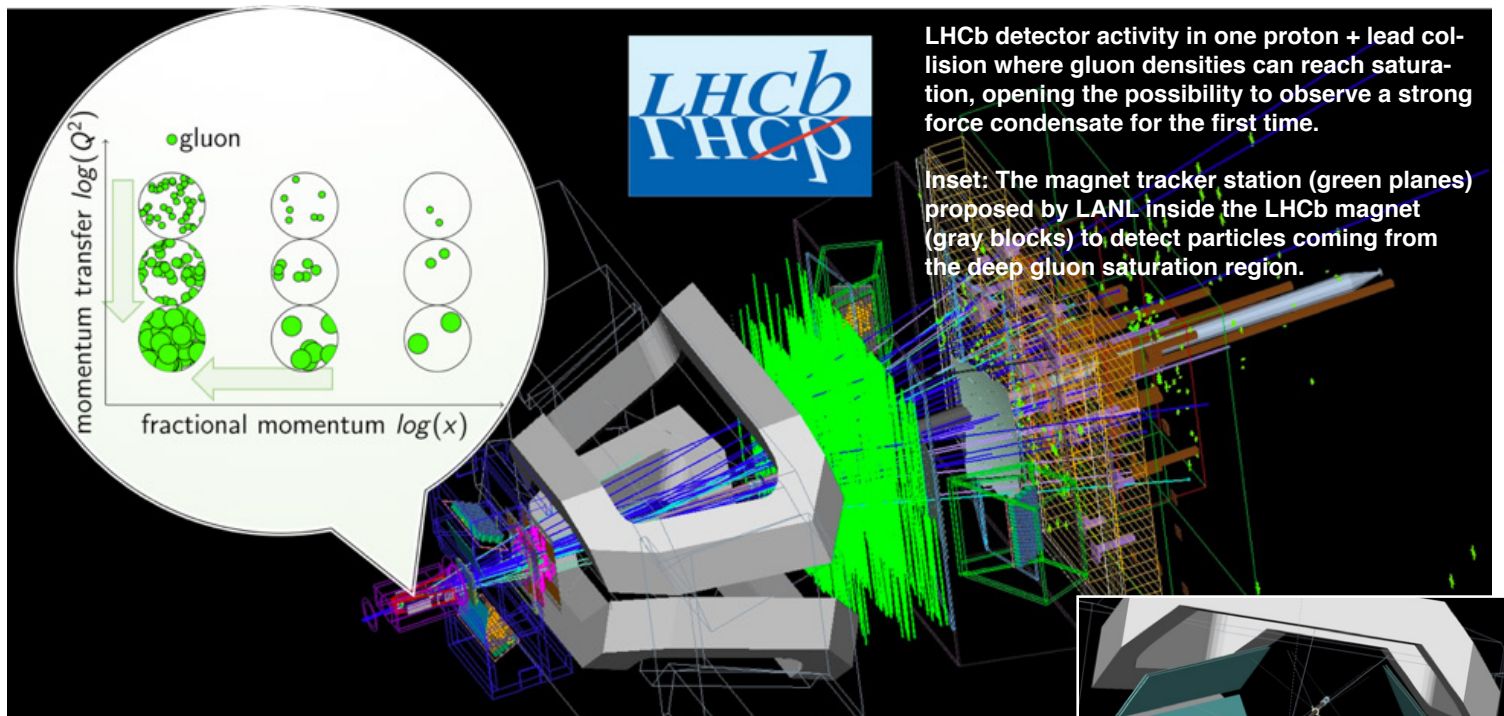 LHCb detector activity in one proton + lead col-
lision where gluon densities can reach satura-
tion, opening the possibility to observe a strong
force condensate for the first time.
Inset: The magnet tracker station (green planes)
proposed by LANL inside the LHCb magnet
(gray blocks) to detect particles coming from
the deep gluon saturation region.
LHCb
LHCb
gluon
momentum transfer log(Q²)
fractional momentum log(x)